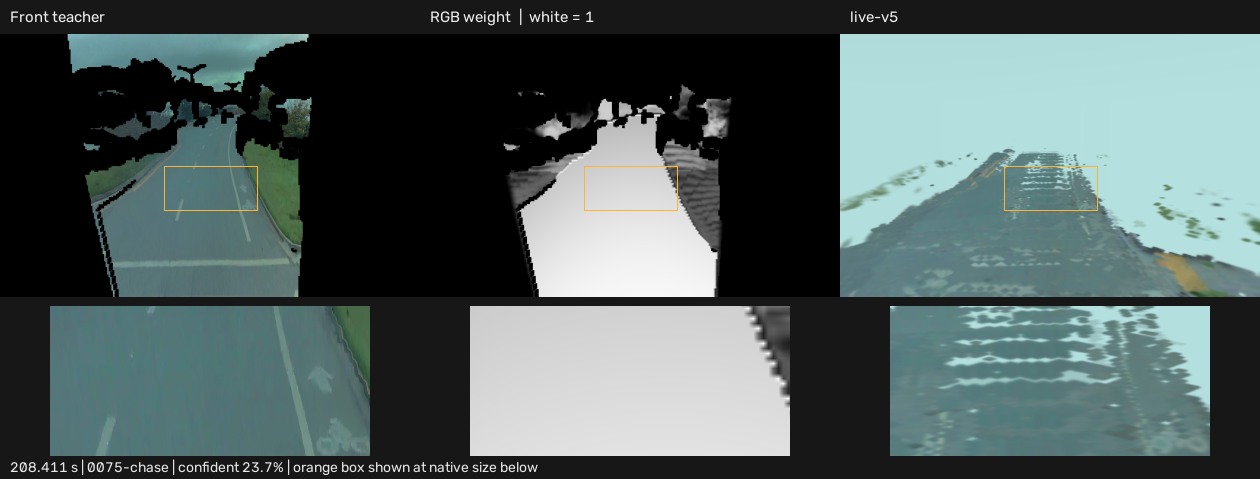 Front teacher
RGB weight | white = 1
live-v5
208.411 s | 0075-chase | confident 23.7% | orange box shown at native size below